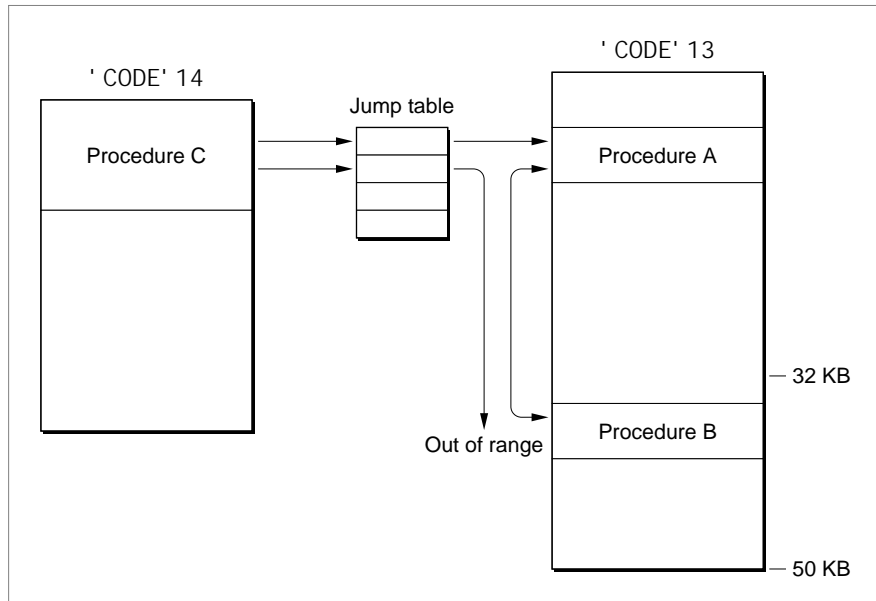 ' CODE' 13
' CODE' 14
Jump table
Procedure C
Procedure A
32 KB
Procedure B
Out of range
50 KB